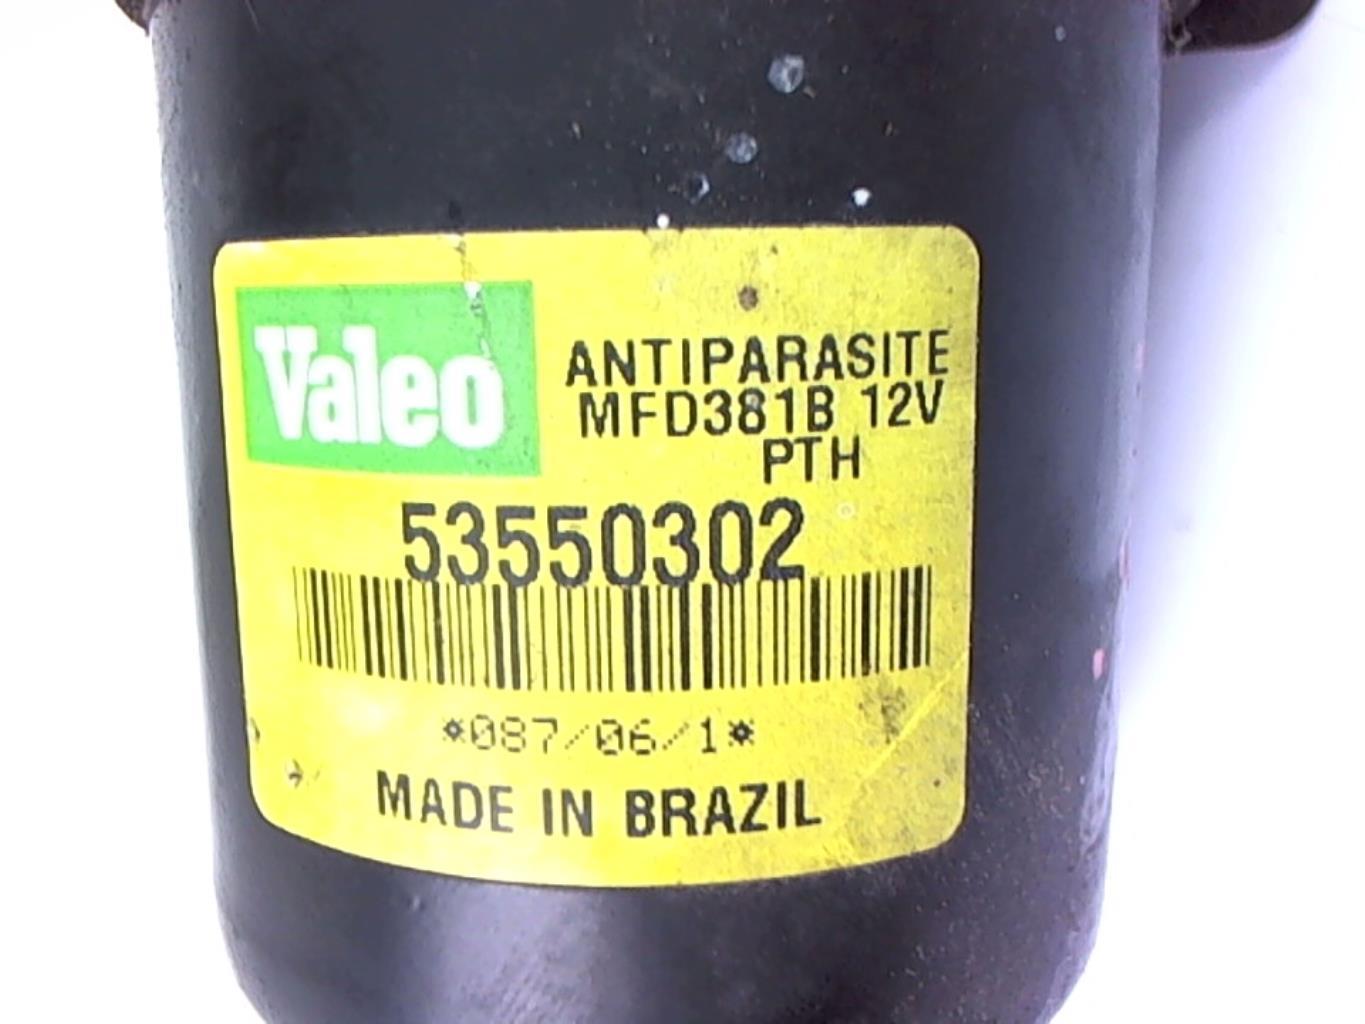 Valeo
ANTIPARASITE
MFD381B 12V
PTH
53550302
*087/06/1*
MADE IN BRAZIL